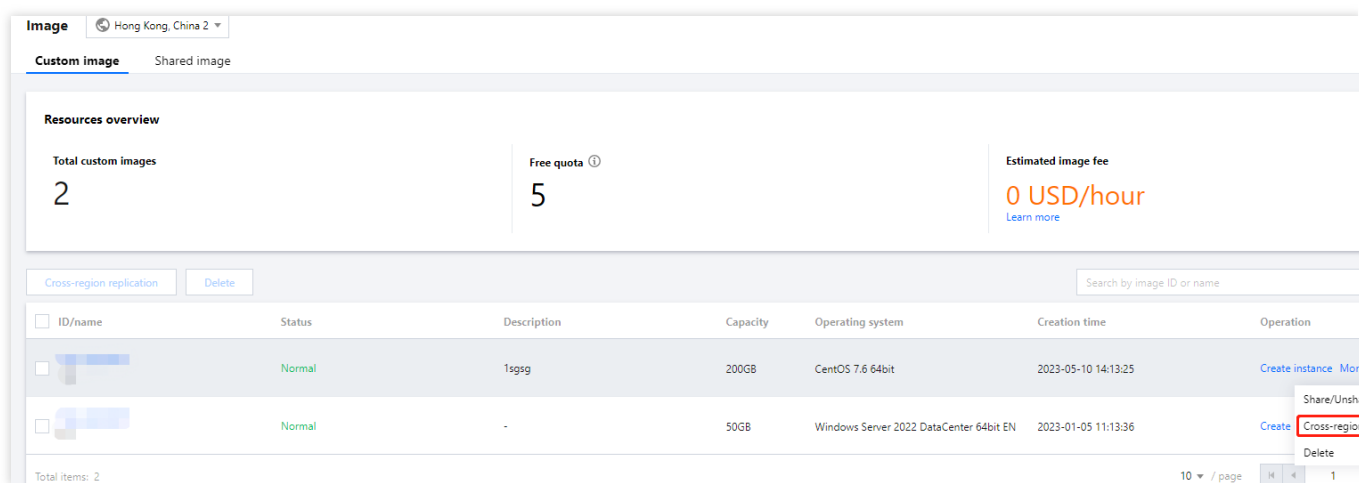 Image Hong Kong, China 2
Custom image Shared image
Resources overview
Total custom images Free quota Estimated image fee
2 5 0 USD/hour
Learn more
Cross-region replication Delete Search by image ID or name
ID/name Status Description Capacity Operating system Creation time Operation
Normal 1sgsg 200GB CentOS 7.6 64bit 2023-05-10 14:13:25 Create instance Mor
Share/Unsh
Normal - 50GB Windows Server 2022 DataCenter 64bit EN 2023-01-05 11:13:36 Create Cross-region
Delete
Total items: 2 10 / page 1